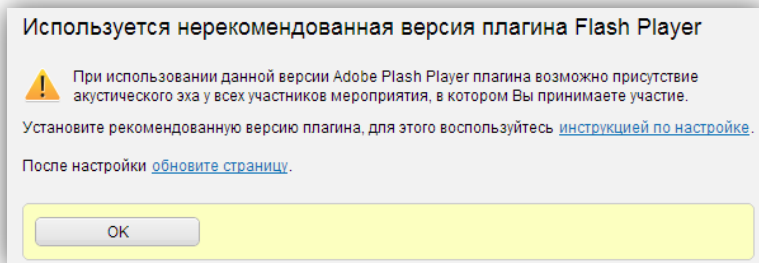 Используется нерекомендованная версия плагина Flash Player
При использовании данной версии Adobe Plash Player плагина возможно присутствие
акустического эха у всех участников мероприятия, в котором Вы принимаете участие.
Установите рекомендованную версию плагина, для этого воспользуйтесь инструкцией по настройке.
После настройки обновите страницу.
OK